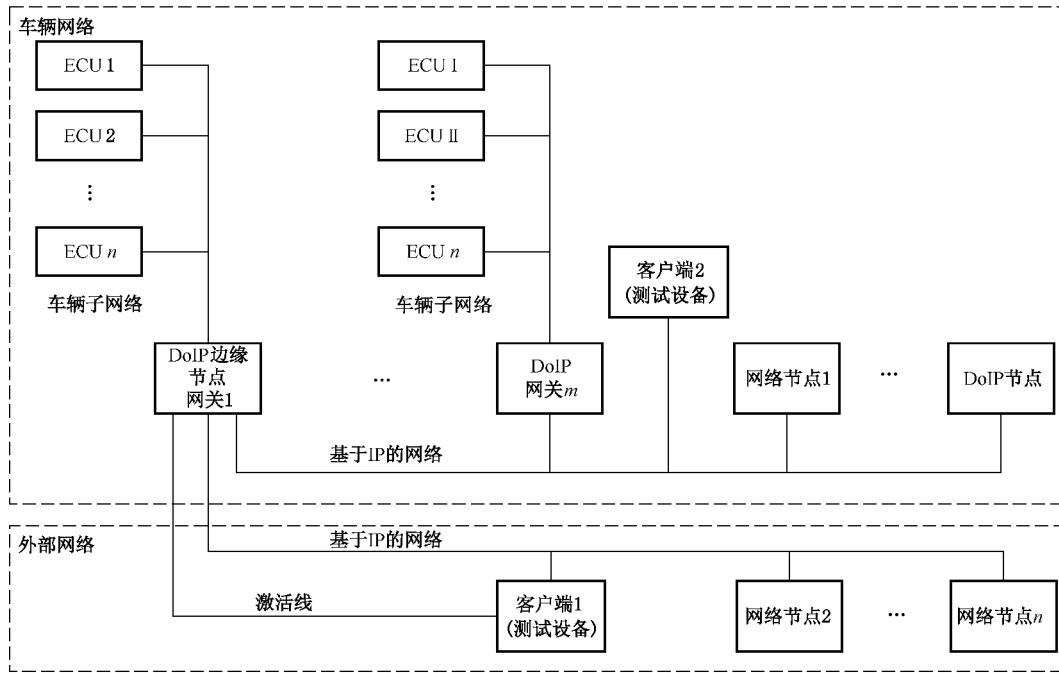 车辆网络
ECU 1
ECU I
ECU 2
ECU II
⋮
⋮
ECU n
ECU n
客户端2
(测试设备)
车辆子网络
车辆子网络
DoIP边缘
节点
网关1
…
DoIP
网关m
网络节点1
…
DoIP节点
基于IP的网络
外部网络
基于IP的网络
激活线
客户端1
(测试设备)
网络节点2
…
网络节点n